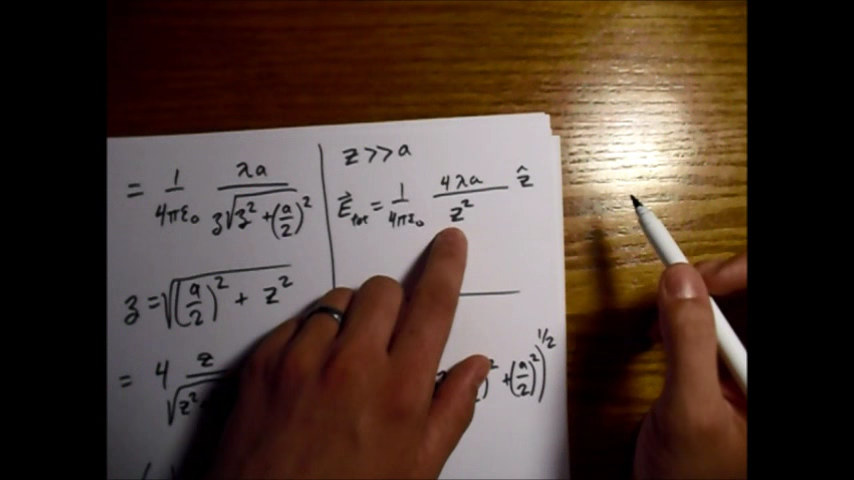 = 1/4πε₀ λa/(𝓏√(𝓏² + (a/2)²))
𝓏 = √((a/2)² + z²)
= 4 z/√(z²
z >> a
E⃗tot = 1/4πε₀ 4λa/z² ẑ
² + (a/2)²)^1/2